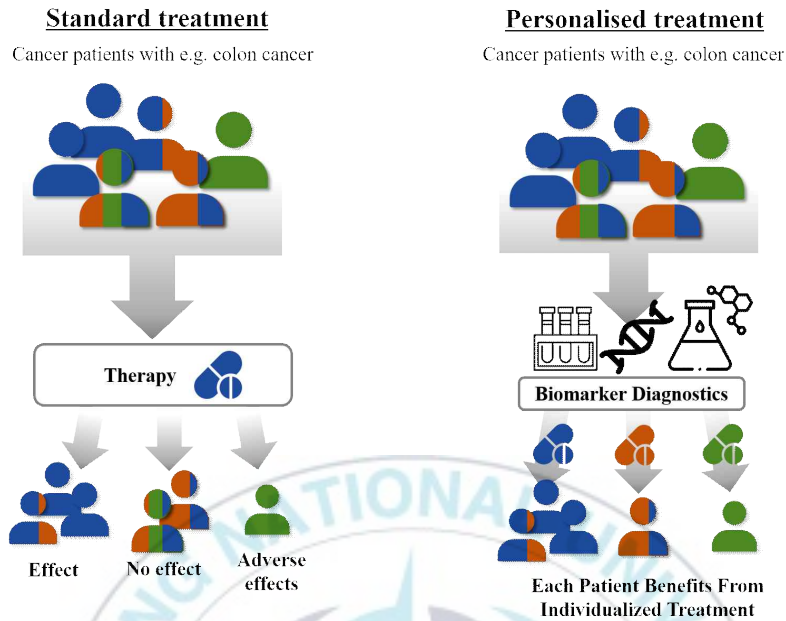 Standard treatment
Cancer patients with e.g. colon cancer
Therapy
Effect
No effect
Adverse
effects
Personalised treatment
Cancer patients with e.g. colon cancer
Biomarker Diagnostics
Each Patient Benefits From
Individualized Treatment
NATIONAL